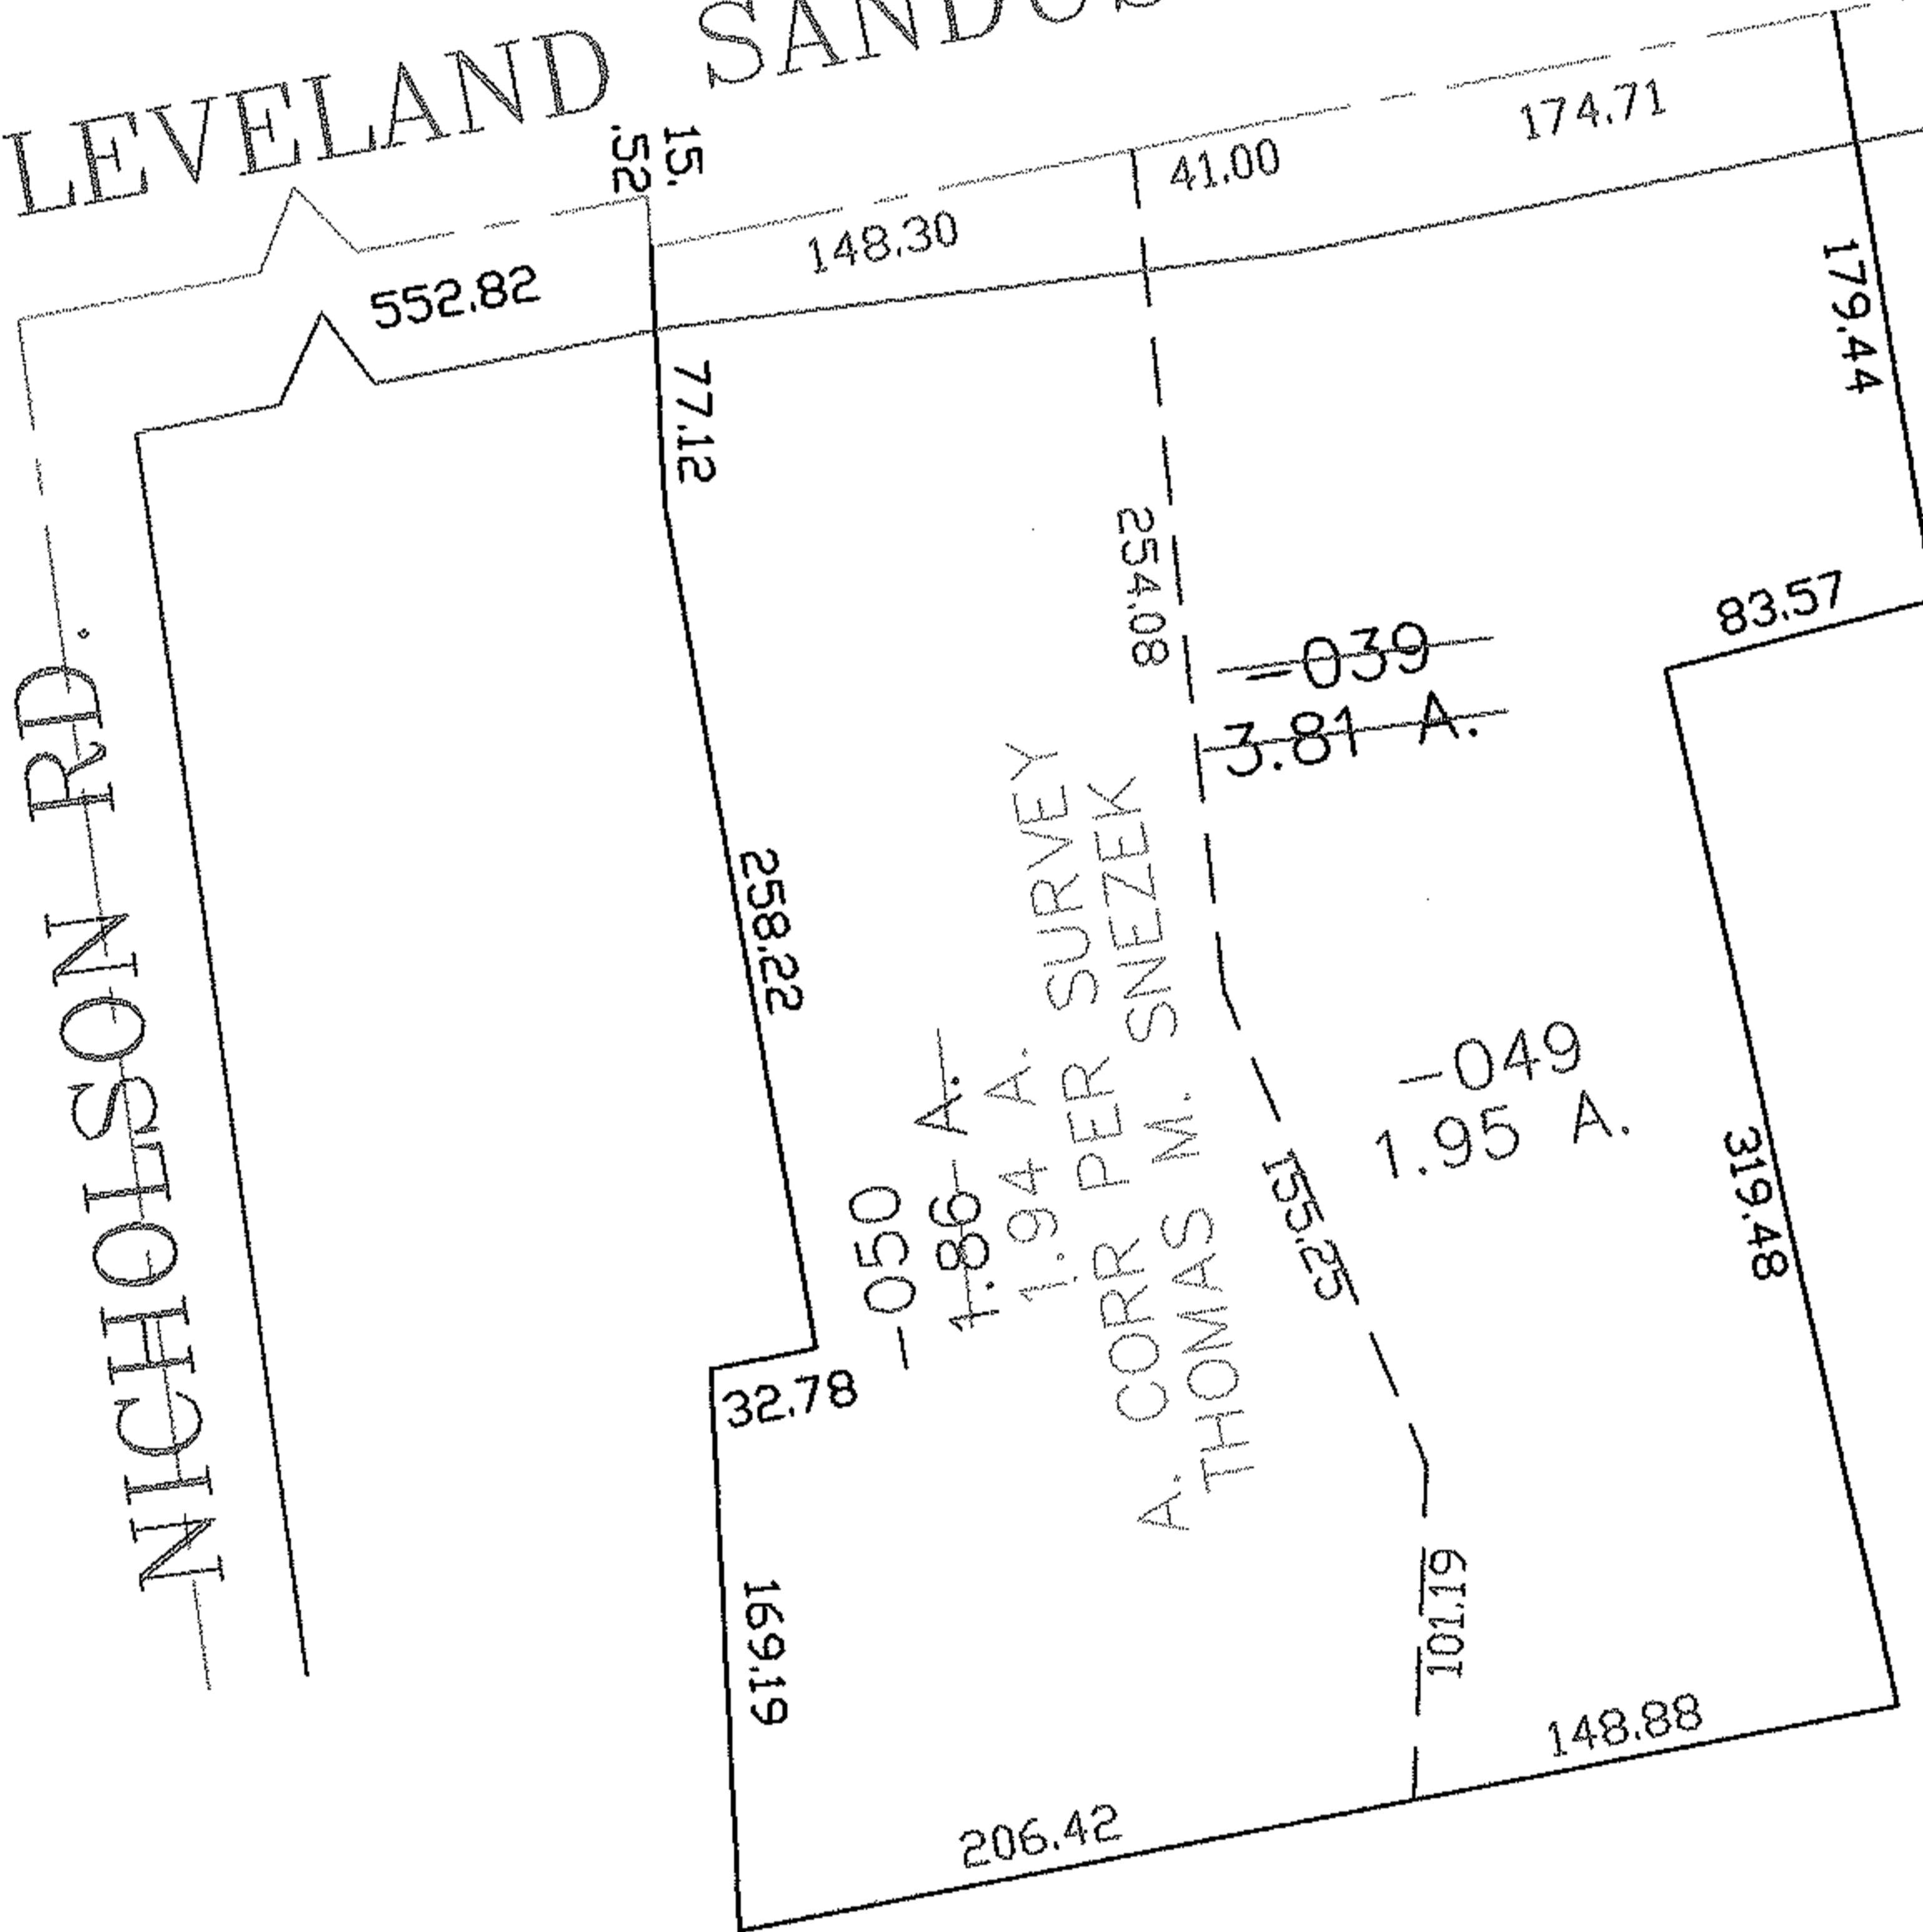 LEVELAND SANDUS
15.
.52
148.30
41.00
174.71
552.82
77.12
179.44
254.08
83.57
-039
3.81 A.
NICHOLSON RD.
258.22
-050
1.86 A.
1.94 A.
A. CORR PER SURVEY
THOMAS M. SNEZEK
-049
1.95 A.
155.25
319.48
32.78
169.19
101.19
148.88
206.42